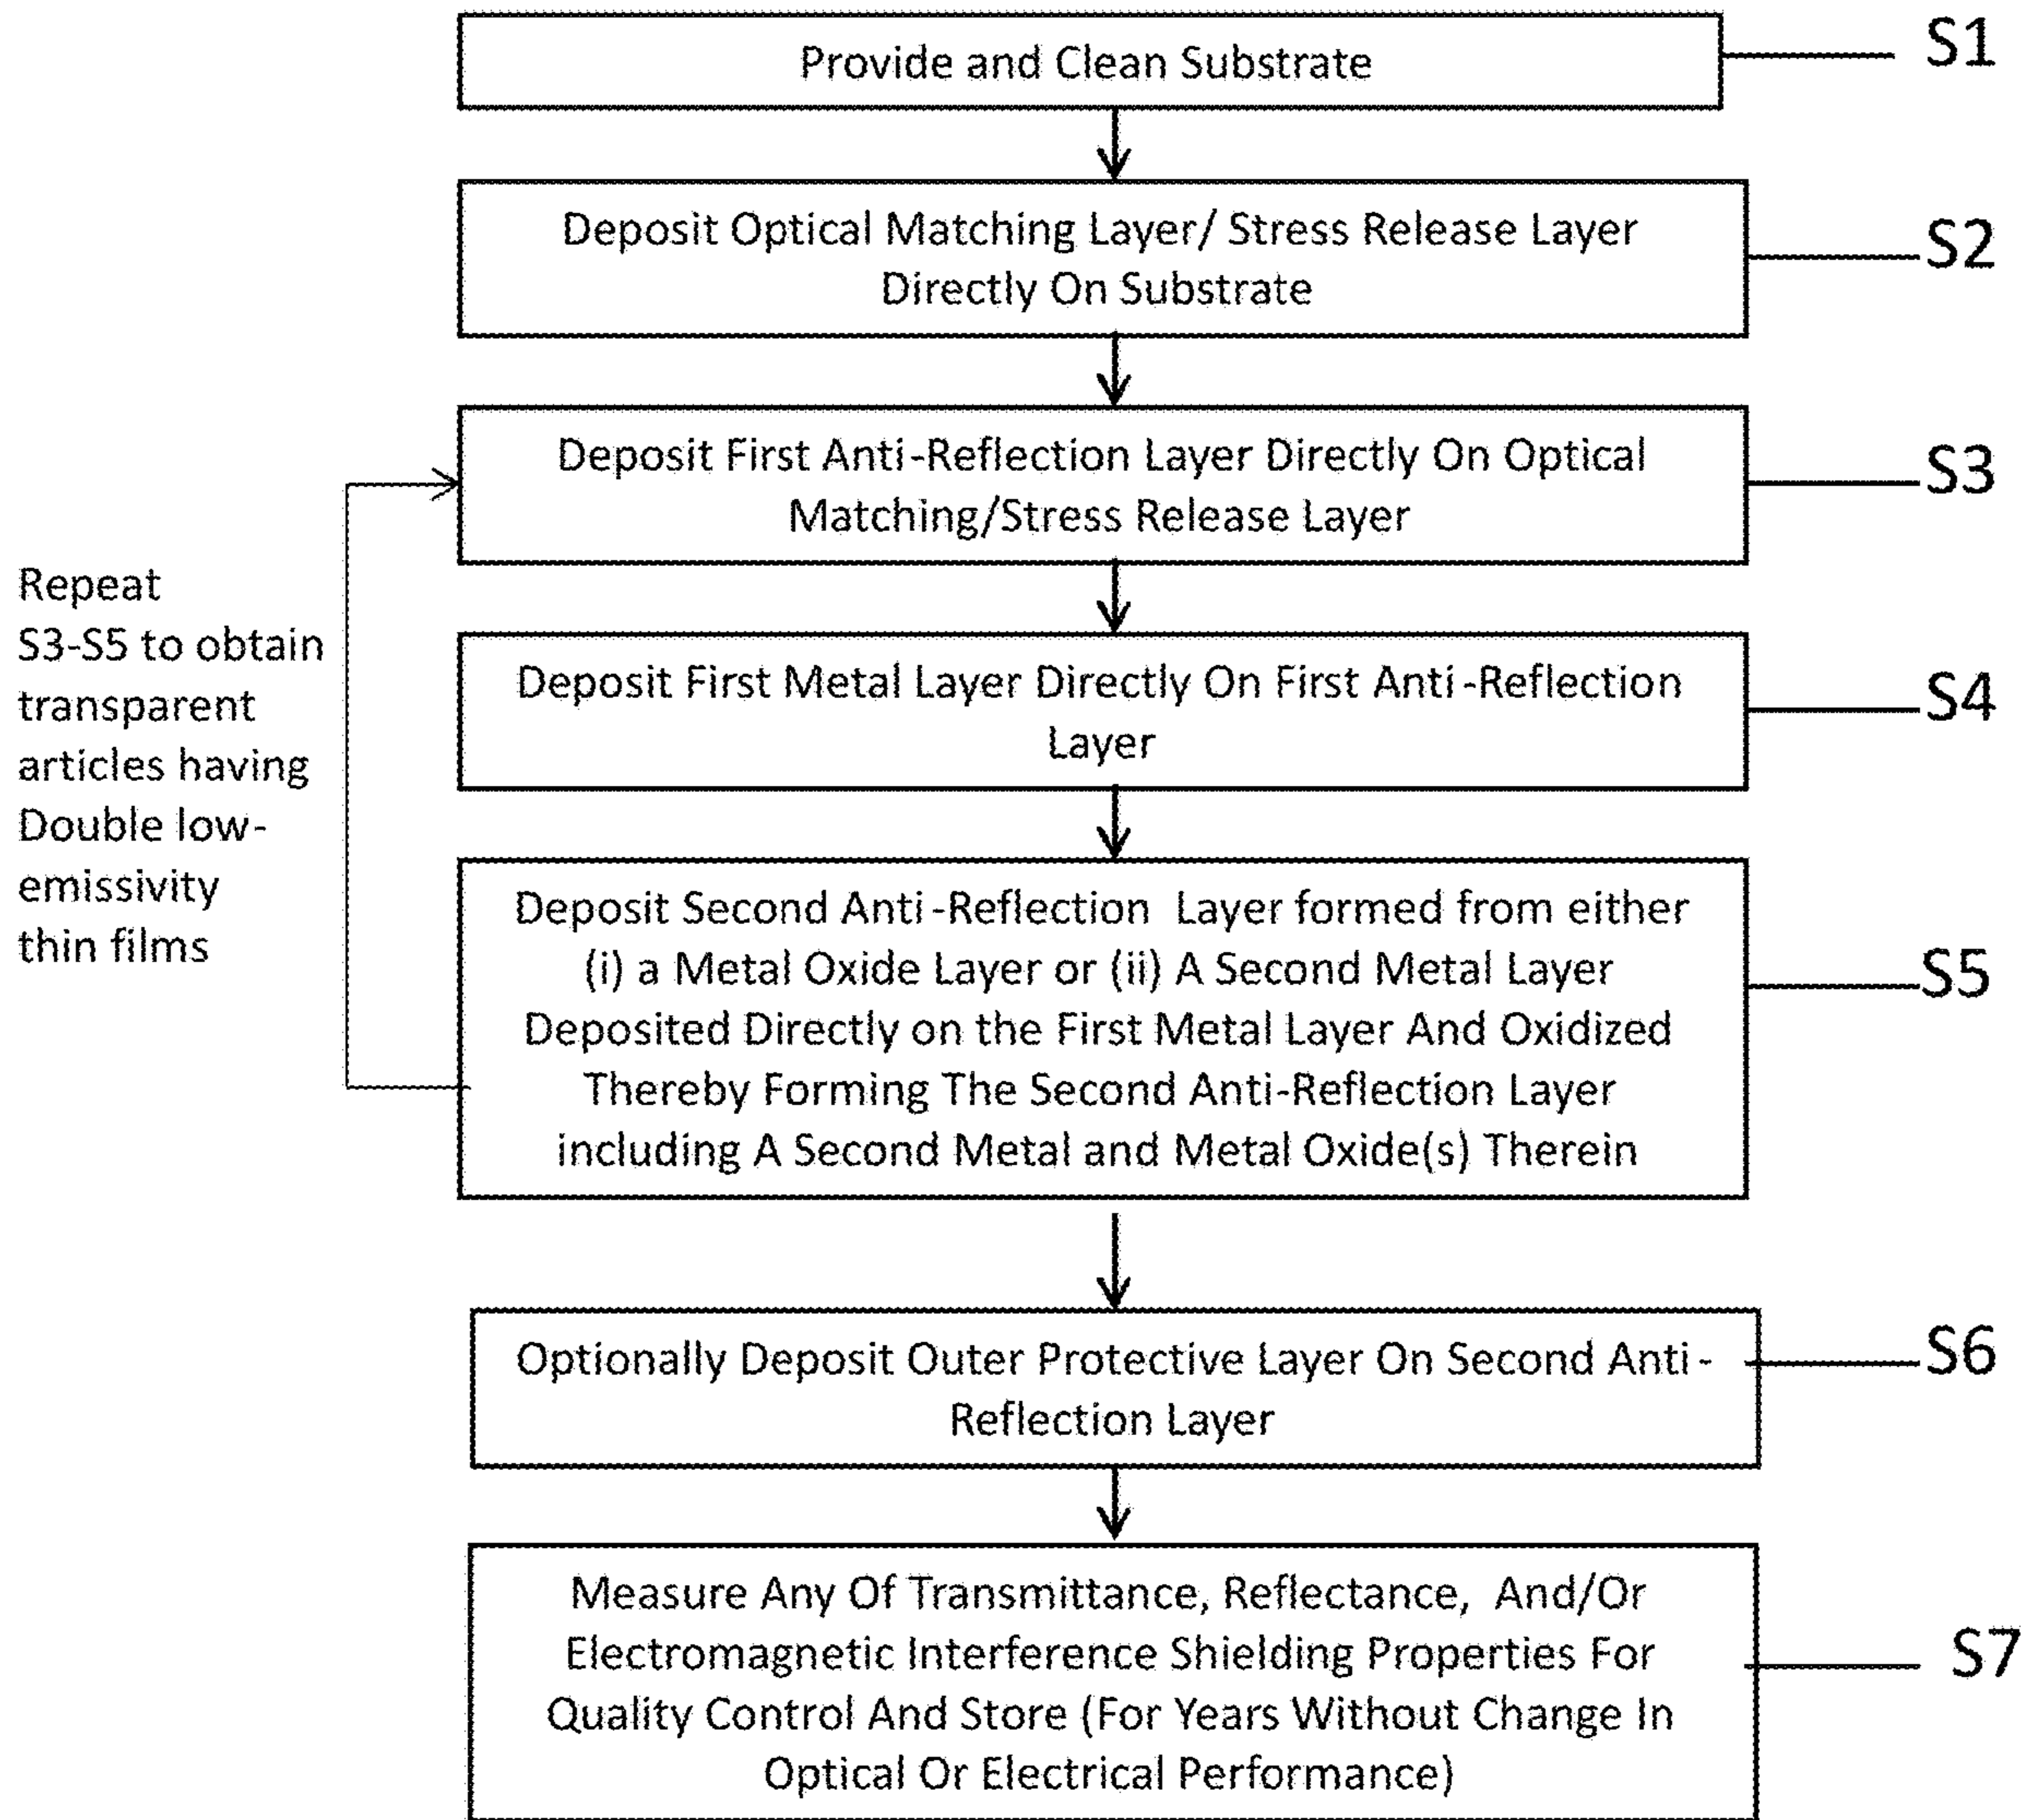 Provide and Clean Substrate
S1
Deposit Optical Matching Layer/ Stress Release Layer
Directly On Substrate
S2
Deposit First Anti-Reflection Layer Directly On Optical
Matching/Stress Release Layer
S3
Repeat
S3-S5 to obtain
transparent
articles having
Double low-
emissivity
thin films
Deposit First Metal Layer Directly On First Anti-Reflection
Layer
S4
Deposit Second Anti-Reflection Layer formed from either
(i) a Metal Oxide Layer or (ii) A Second Metal Layer
Deposited Directly on the First Metal Layer And Oxidized
Thereby Forming The Second Anti-Reflection Layer
including A Second Metal and Metal Oxide(s) Therein
S5
Optionally Deposit Outer Protective Layer On Second Anti-
Reflection Layer
S6
Measure Any Of Transmittance, Reflectance, And/Or
Electromagnetic Interference Shielding Properties For
Quality Control And Store (For Years Without Change In
Optical Or Electrical Performance)
S7